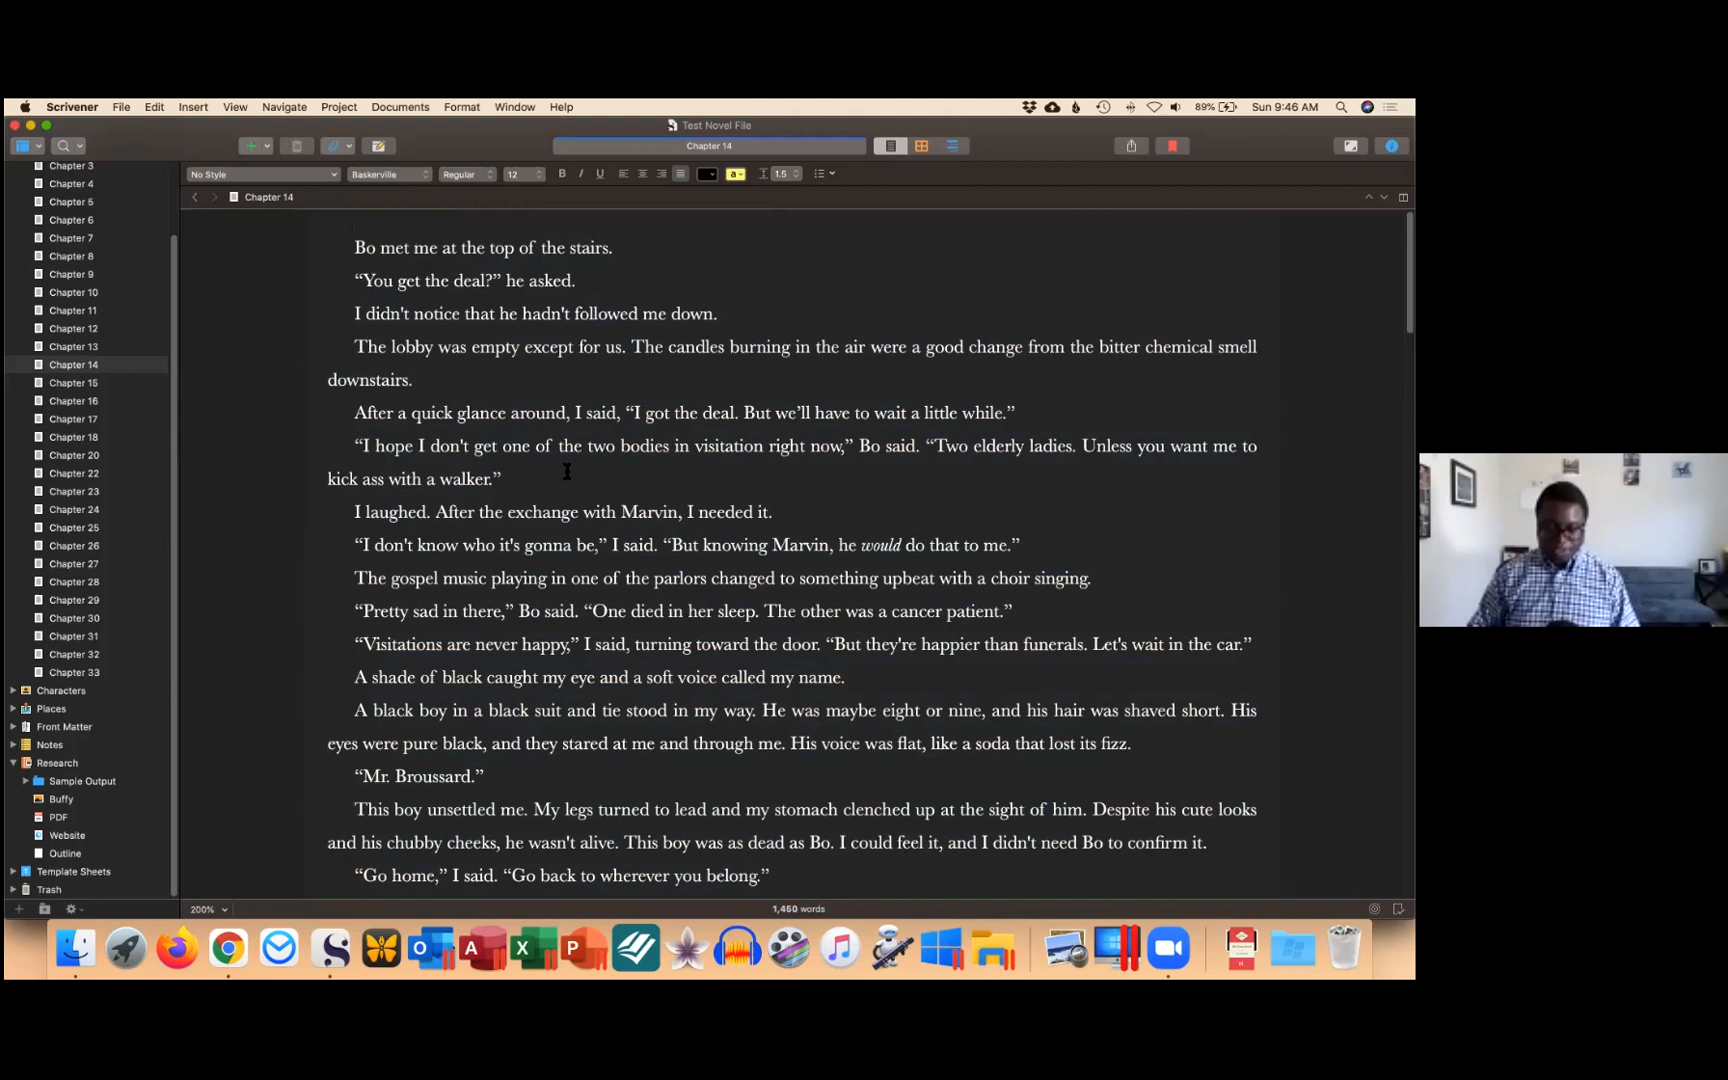 Scrivener File Edit Insert View Navigate Project Documents Format Window Help 89% Sun 9:46 AM
Test Novel File
Chapter 14
No Style Baskerville Regular 12 B I U a 1.5
Chapter 14
Chapter 3
Chapter 4
Chapter 5
Chapter 6
Chapter 7
Chapter 8
Chapter 9
Chapter 10
Chapter 11
Chapter 12
Chapter 13
Chapter 14
Chapter 15
Chapter 16
Chapter 17
Chapter 18
Chapter 20
Chapter 22
Chapter 23
Chapter 24
Chapter 25
Chapter 26
Chapter 27
Chapter 28
Chapter 29
Chapter 30
Chapter 31
Chapter 32
Chapter 33
Characters
Places
Front Matter
Notes
Research
Sample Output
Buffy
PDF
Website
Outline
Template Sheets
Trash
Bo met me at the top of the stairs.
“You get the deal?” he asked.
I didn't notice that he hadn't followed me down.
The lobby was empty except for us. The candles burning in the air were a good change from the bitter chemical smell
downstairs.
After a quick glance around, I said, “I got the deal. But we’ll have to wait a little while.”
“I hope I don't get one of the two bodies in visitation right now,” Bo said. “Two elderly ladies. Unless you want me to
kick ass with a walker.”
I laughed. After the exchange with Marvin, I needed it.
“I don't know who it's gonna be,” I said. “But knowing Marvin, he would do that to me.”
The gospel music playing in one of the parlors changed to something upbeat with a choir singing.
“Pretty sad in there,” Bo said. “One died in her sleep. The other was a cancer patient.”
“Visitations are never happy,” I said, turning toward the door. “But they're happier than funerals. Let's wait in the car.”
A shade of black caught my eye and a soft voice called my name.
A black boy in a black suit and tie stood in my way. He was maybe eight or nine, and his hair was shaved short. His
eyes were pure black, and they stared at me and through me. His voice was flat, like a soda that lost its fizz.
“Mr. Broussard.”
This boy unsettled me. My legs turned to lead and my stomach clenched up at the sight of him. Despite his cute looks
and his chubby cheeks, he wasn't alive. This boy was as dead as Bo. I could feel it, and I didn't need Bo to confirm it.
“Go home,” I said. “Go back to wherever you belong.”
200% 1,450 words